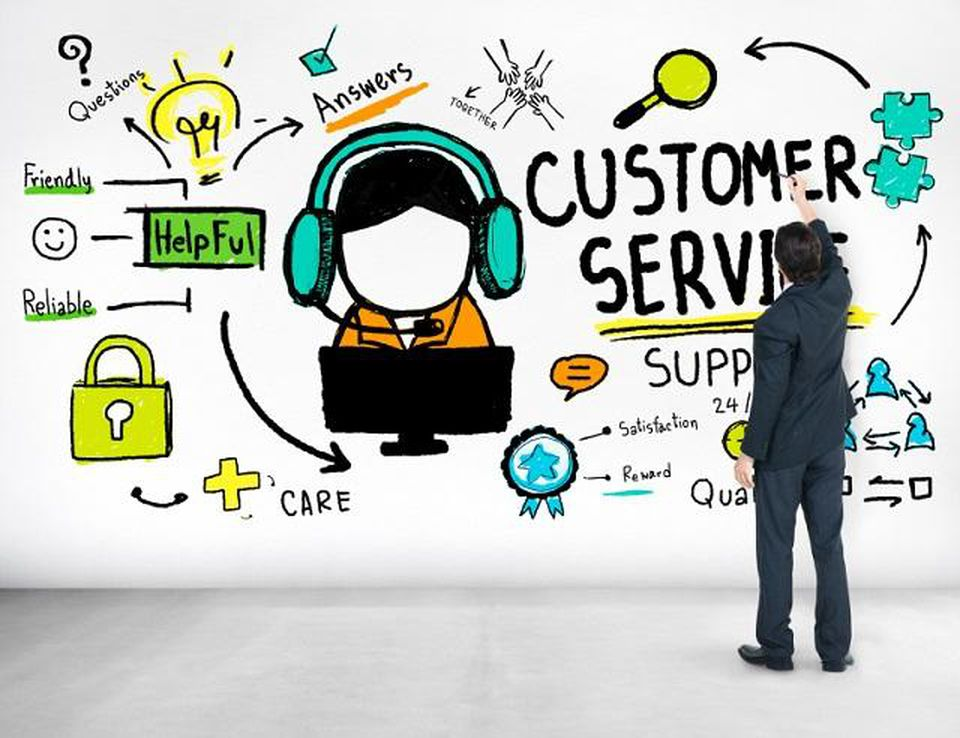 ?
Questions
Answers
TOGETHER
Friendly
HelpFul
Reliable
CUSTOMER
SERVI
SUPP
24/
Satisfaction
Reward
Qua
CARE